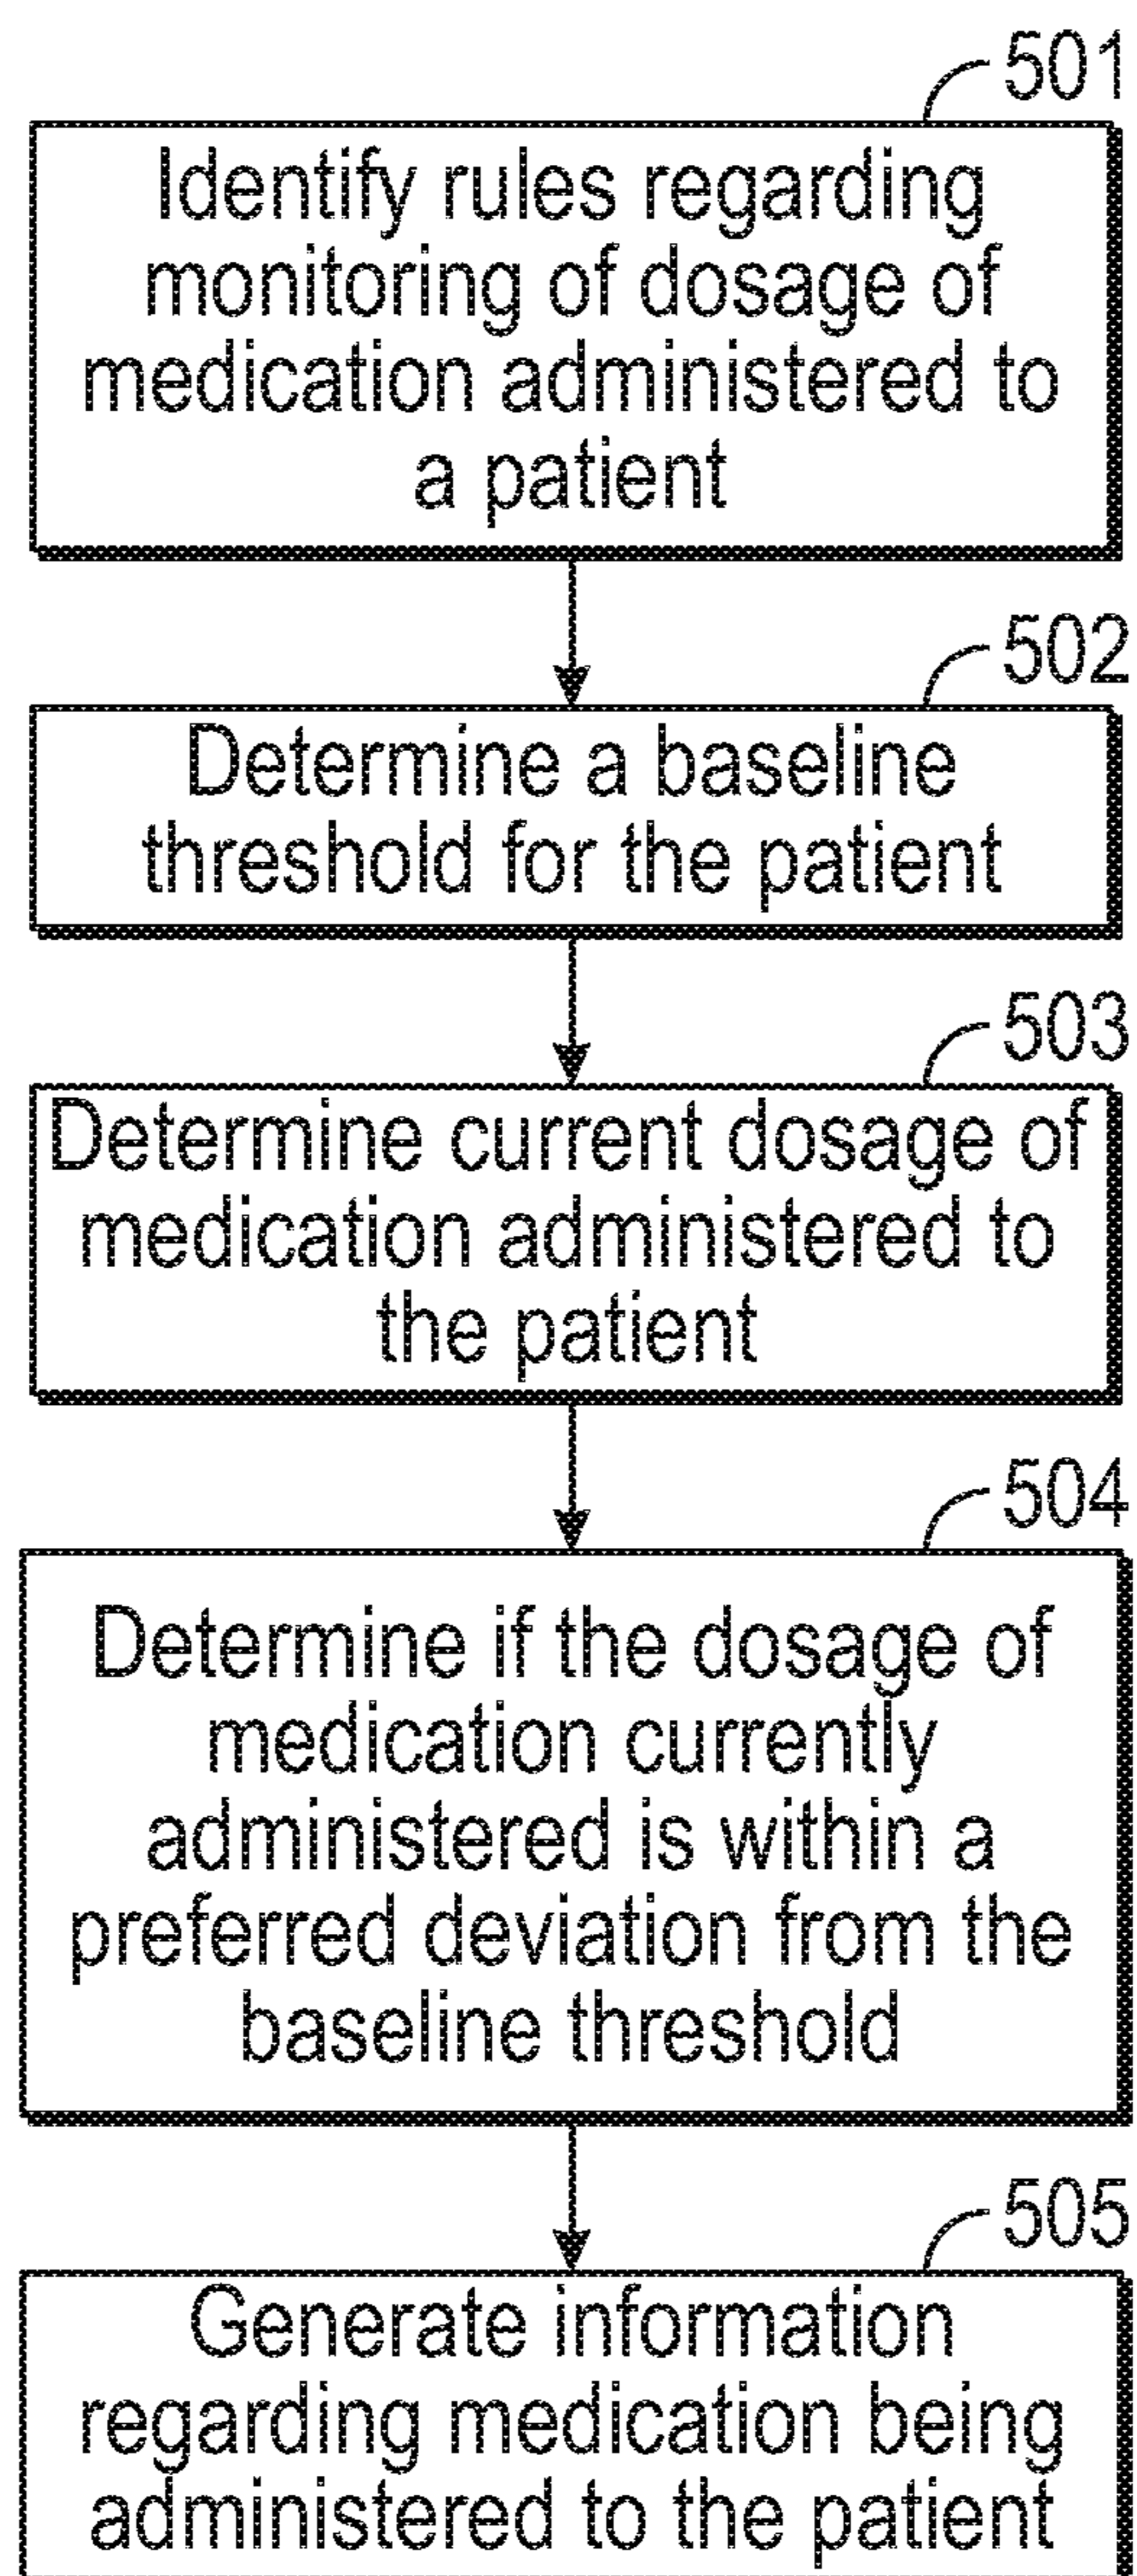 501
Identify rules regarding
monitoring of dosage of
medication administered to
a patient
502
Determine a baseline
threshold for the patient
503
Determine current dosage of
medication administered to
the patient
504
Determine if the dosage of
medication currently
administered is within a
preferred deviation from the
baseline threshold
505
Generate information
regarding medication being
administered to the patient